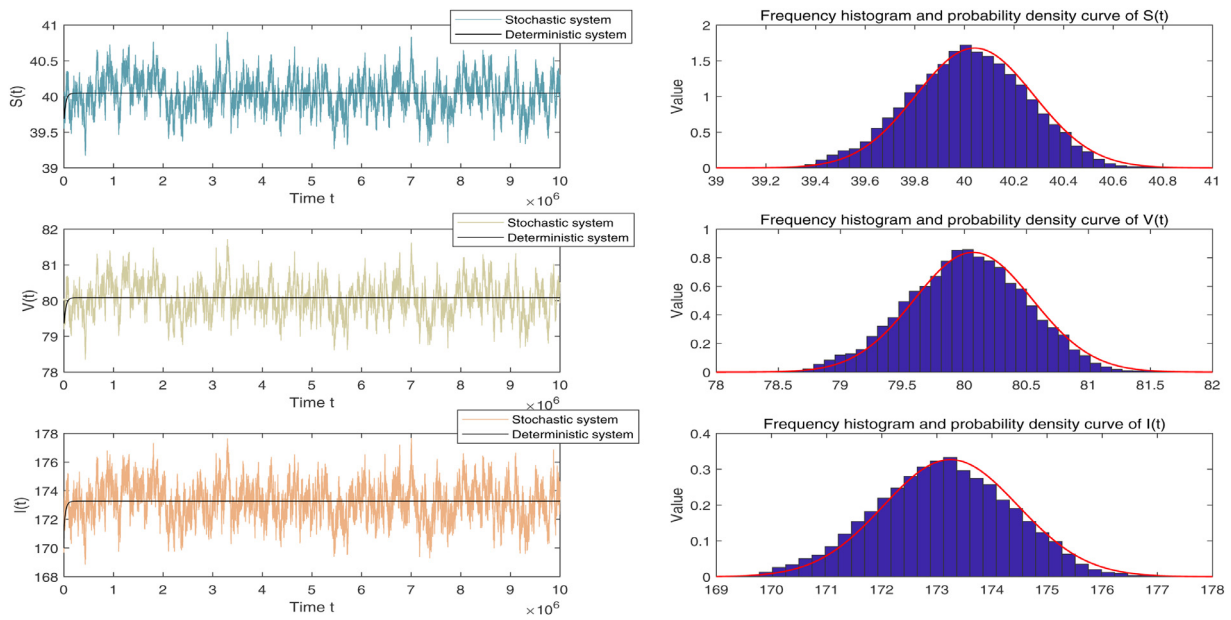 Stochastic system
Deterministic system
41
40.5
40
39.5
39
S(t)
0 1 2 3 4 5 6 7 8 9 10
Time t
×10⁶
Frequency histogram and probability density curve of S(t)
2
1.5
1
0.5
0
Value
39 39.2 39.4 39.6 39.8 40 40.2 40.4 40.6 40.8 41
Stochastic system
Deterministic system
82
81
80
79
78
V(t)
0 1 2 3 4 5 6 7 8 9 10
Time t
×10⁶
Frequency histogram and probability density curve of V(t)
1
0.8
0.6
0.4
0.2
0
Value
78 78.5 79 79.5 80 80.5 81 81.5 82
Stochastic system
Deterministic system
178
176
174
172
170
168
I(t)
0 1 2 3 4 5 6 7 8 9 10
Time t
×10⁶
Frequency histogram and probability density curve of I(t)
0.4
0.3
0.2
0.1
0
Value
169 170 171 172 173 174 175 176 177 178